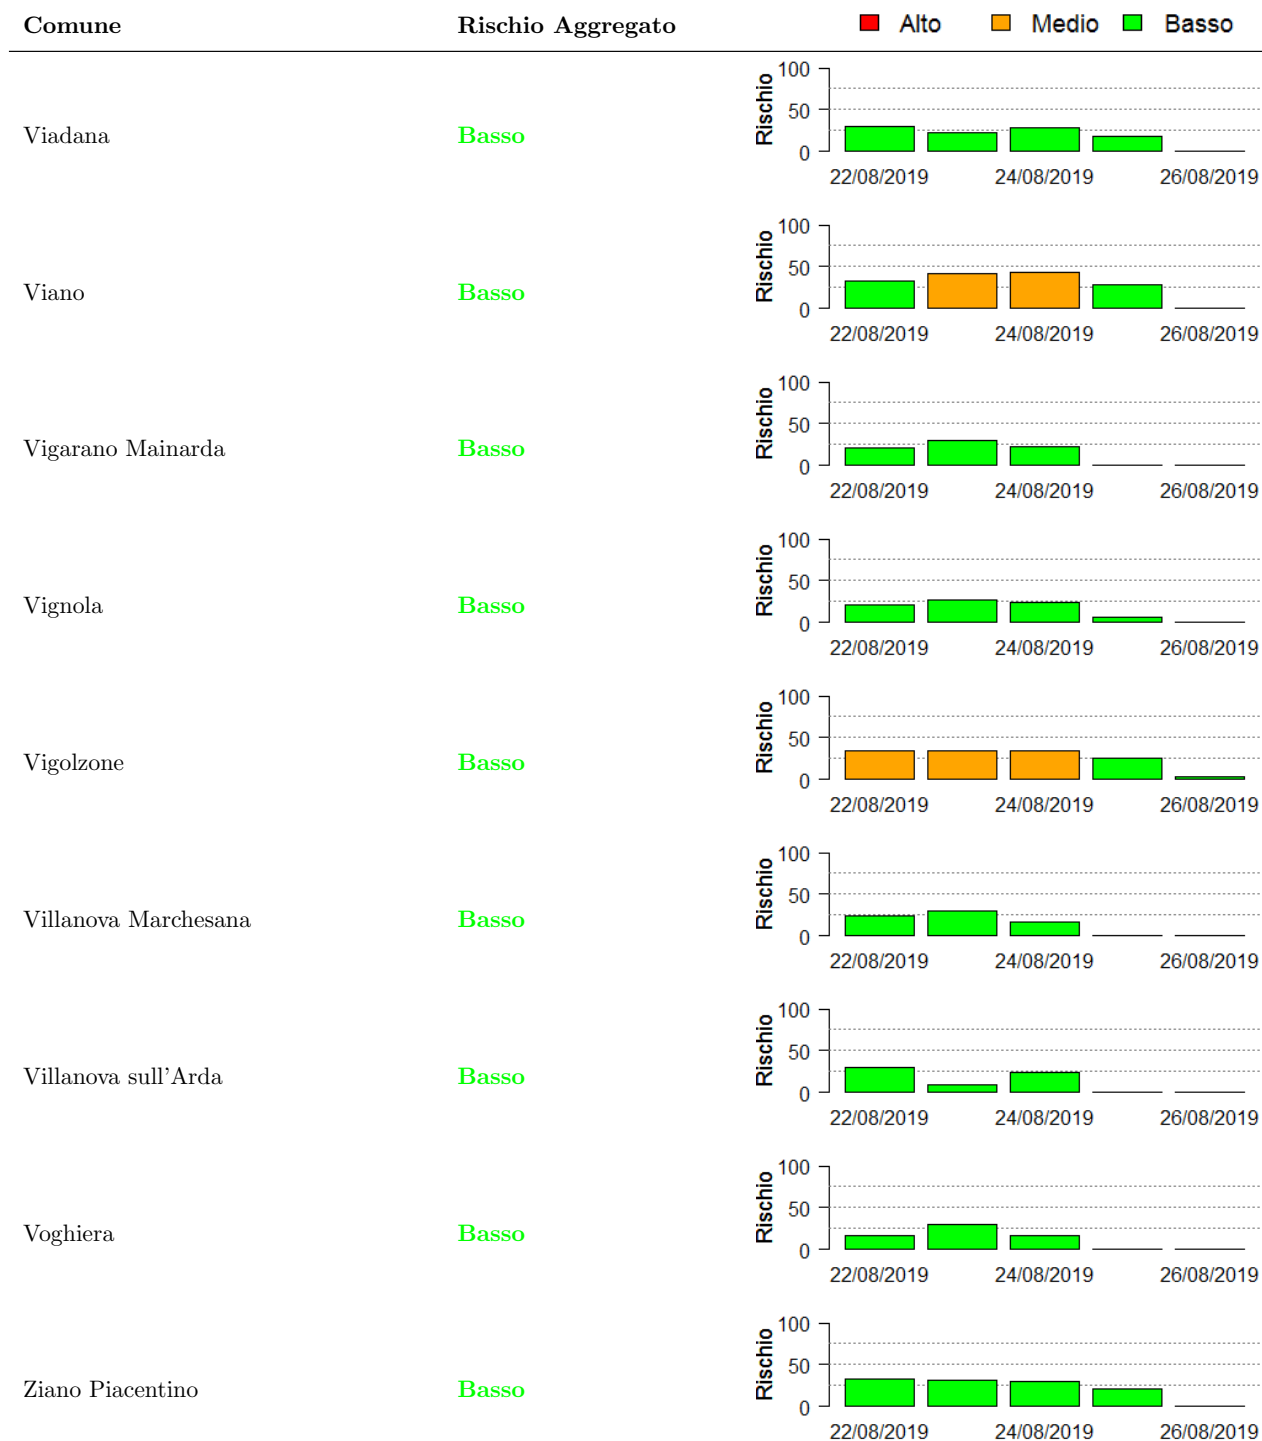 Comune Rischio Aggregato Alto Medio Basso
Viadana Basso Rischio 100 50 0
22/08/2019 24/08/2019 26/08/2019
Viano Basso Rischio 100 50 0
22/08/2019 24/08/2019 26/08/2019
Vigarano Mainarda Basso Rischio 100 50 0
22/08/2019 24/08/2019 26/08/2019
Vignola Basso Rischio 100 50 0
22/08/2019 24/08/2019 26/08/2019
Vigolzone Basso Rischio 100 50 0
22/08/2019 24/08/2019 26/08/2019
Villanova Marchesana Basso Rischio 100 50 0
22/08/2019 24/08/2019 26/08/2019
Villanova sull'Arda Basso Rischio 100 50 0
22/08/2019 24/08/2019 26/08/2019
Voghiera Basso Rischio 100 50 0
22/08/2019 24/08/2019 26/08/2019
Ziano Piacentino Basso Rischio 100 50 0
22/08/2019 24/08/2019 26/08/2019